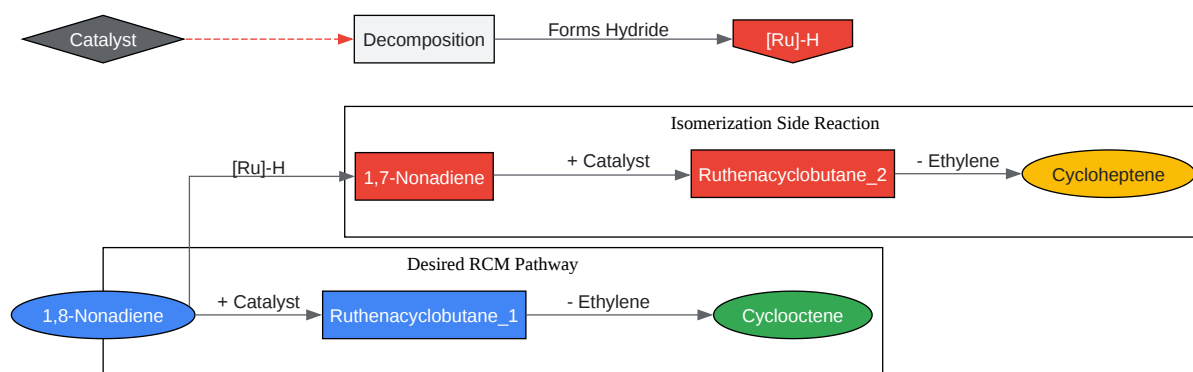 Catalyst
Decomposition
Forms Hydride
[Ru]-H
Isomerization Side Reaction
[Ru]-H
1,7-Nonadiene
+ Catalyst
Ruthenacyclobutane_2
- Ethylene
Cycloheptene
Desired RCM Pathway
1,8-Nonadiene
+ Catalyst
Ruthenacyclobutane_1
- Ethylene
Cyclooctene